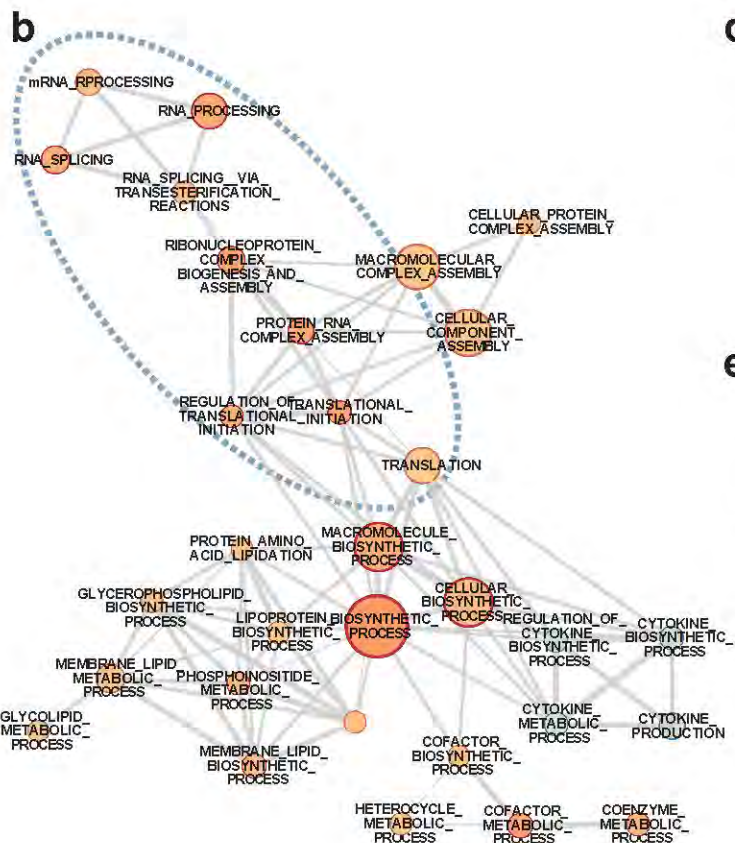 b
mRNA_RPROCESSING
RNA_PROCESSING
RNA_SPLICING
RNA_SPLICING__VIA_
TRANSESTERIFICATION_
REACTIONS
CELLULAR_PROTEIN_
COMPLEX_ASSEMBLY
RIBONUCLEOPROTEIN_
COMPLEX_
BIOGENESIS_AND_
ASSEMBLY
MACROMOLECULAR_
COMPLEX_ASSEMBLY
PROTEIN_RNA_
COMPLEX_ASSEMBLY
CELLULAR_
COMPONENT_
ASSEMBLY
REGULATION_OF_
TRANSLATIONAL_
INITIATION
TRANSLATIONAL_
INITIATION
TRANSLATION
PROTEIN_AMINO_
ACID_LIPIDATION
MACROMOLECULE_
BIOSYNTHETIC_
PROCESS
GLYCEROPHOSPHOLIPID_
BIOSYNTHETIC_
PROCESS
LIPOPROTEIN_
BIOSYNTHETIC_
PROCESS
BIOSYNTHETIC_
PROCESS
CELLULAR_
BIOSYNTHETIC_
PROCESS
REGULATION_OF_
CYTOKINE_
BIOSYNTHETIC_
PROCESS
CYTOKINE_
BIOSYNTHETIC_
PROCESS
MEMBRANE_LIPID_
METABOLIC_
PROCESS
PHOSPHOINOSITIDE_
METABOLIC_
PROCESS
GLYCOLIPID_
METABOLIC_
PROCESS
MEMBRANE_LIPID_
BIOSYNTHETIC_
PROCESS
COFACTOR_
BIOSYNTHETIC_
PROCESS
CYTOKINE_
METABOLIC_
PROCESS
CYTOKINE_
PRODUCTION
HETEROCYCLE_
METABOLIC_
PROCESS
COFACTOR_
METABOLIC_
PROCESS
COENZYME_
METABOLIC_
PROCESS
e